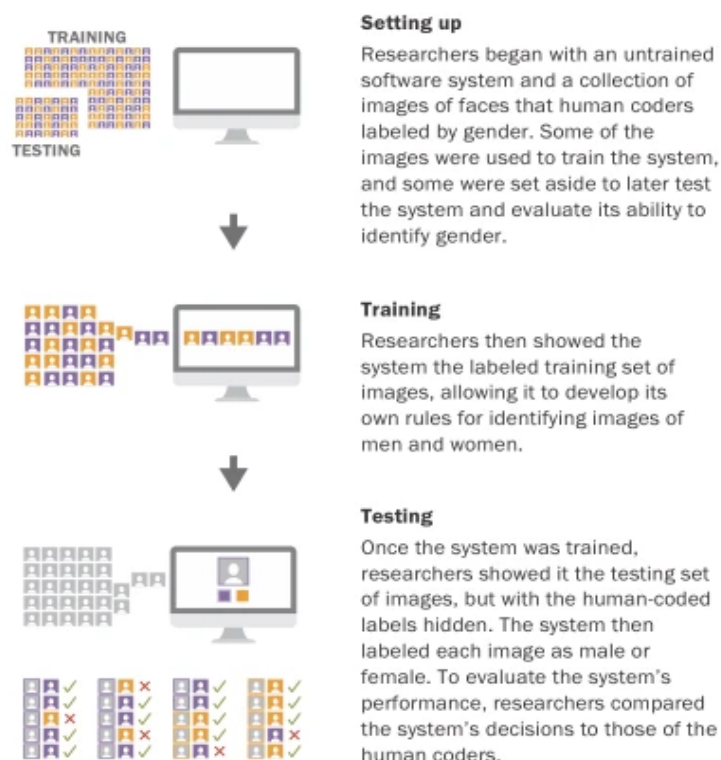 TRAINING
TESTING
Setting up
Researchers began with an untrained
software system and a collection of
images of faces that human coders
labeled by gender. Some of the
images were used to train the system,
and some were set aside to later test
the system and evaluate its ability to
identify gender.
Training
Researchers then showed the
system the labeled training set of
images, allowing it to develop its
own rules for identifying images of
men and women.
Testing
Once the system was trained,
researchers showed it the testing set
of images, but with the human-coded
labels hidden. The system then
labeled each image as male or
female. To evaluate the system's
performance, researchers compared
the system's decisions to those of the
human coders.